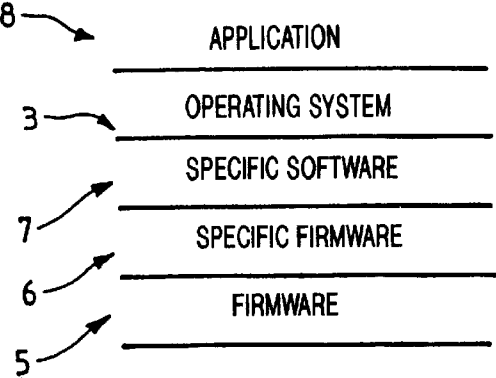 8 APPLICATION
3 OPERATING SYSTEM
7 SPECIFIC SOFTWARE
6 SPECIFIC FIRMWARE
5 FIRMWARE